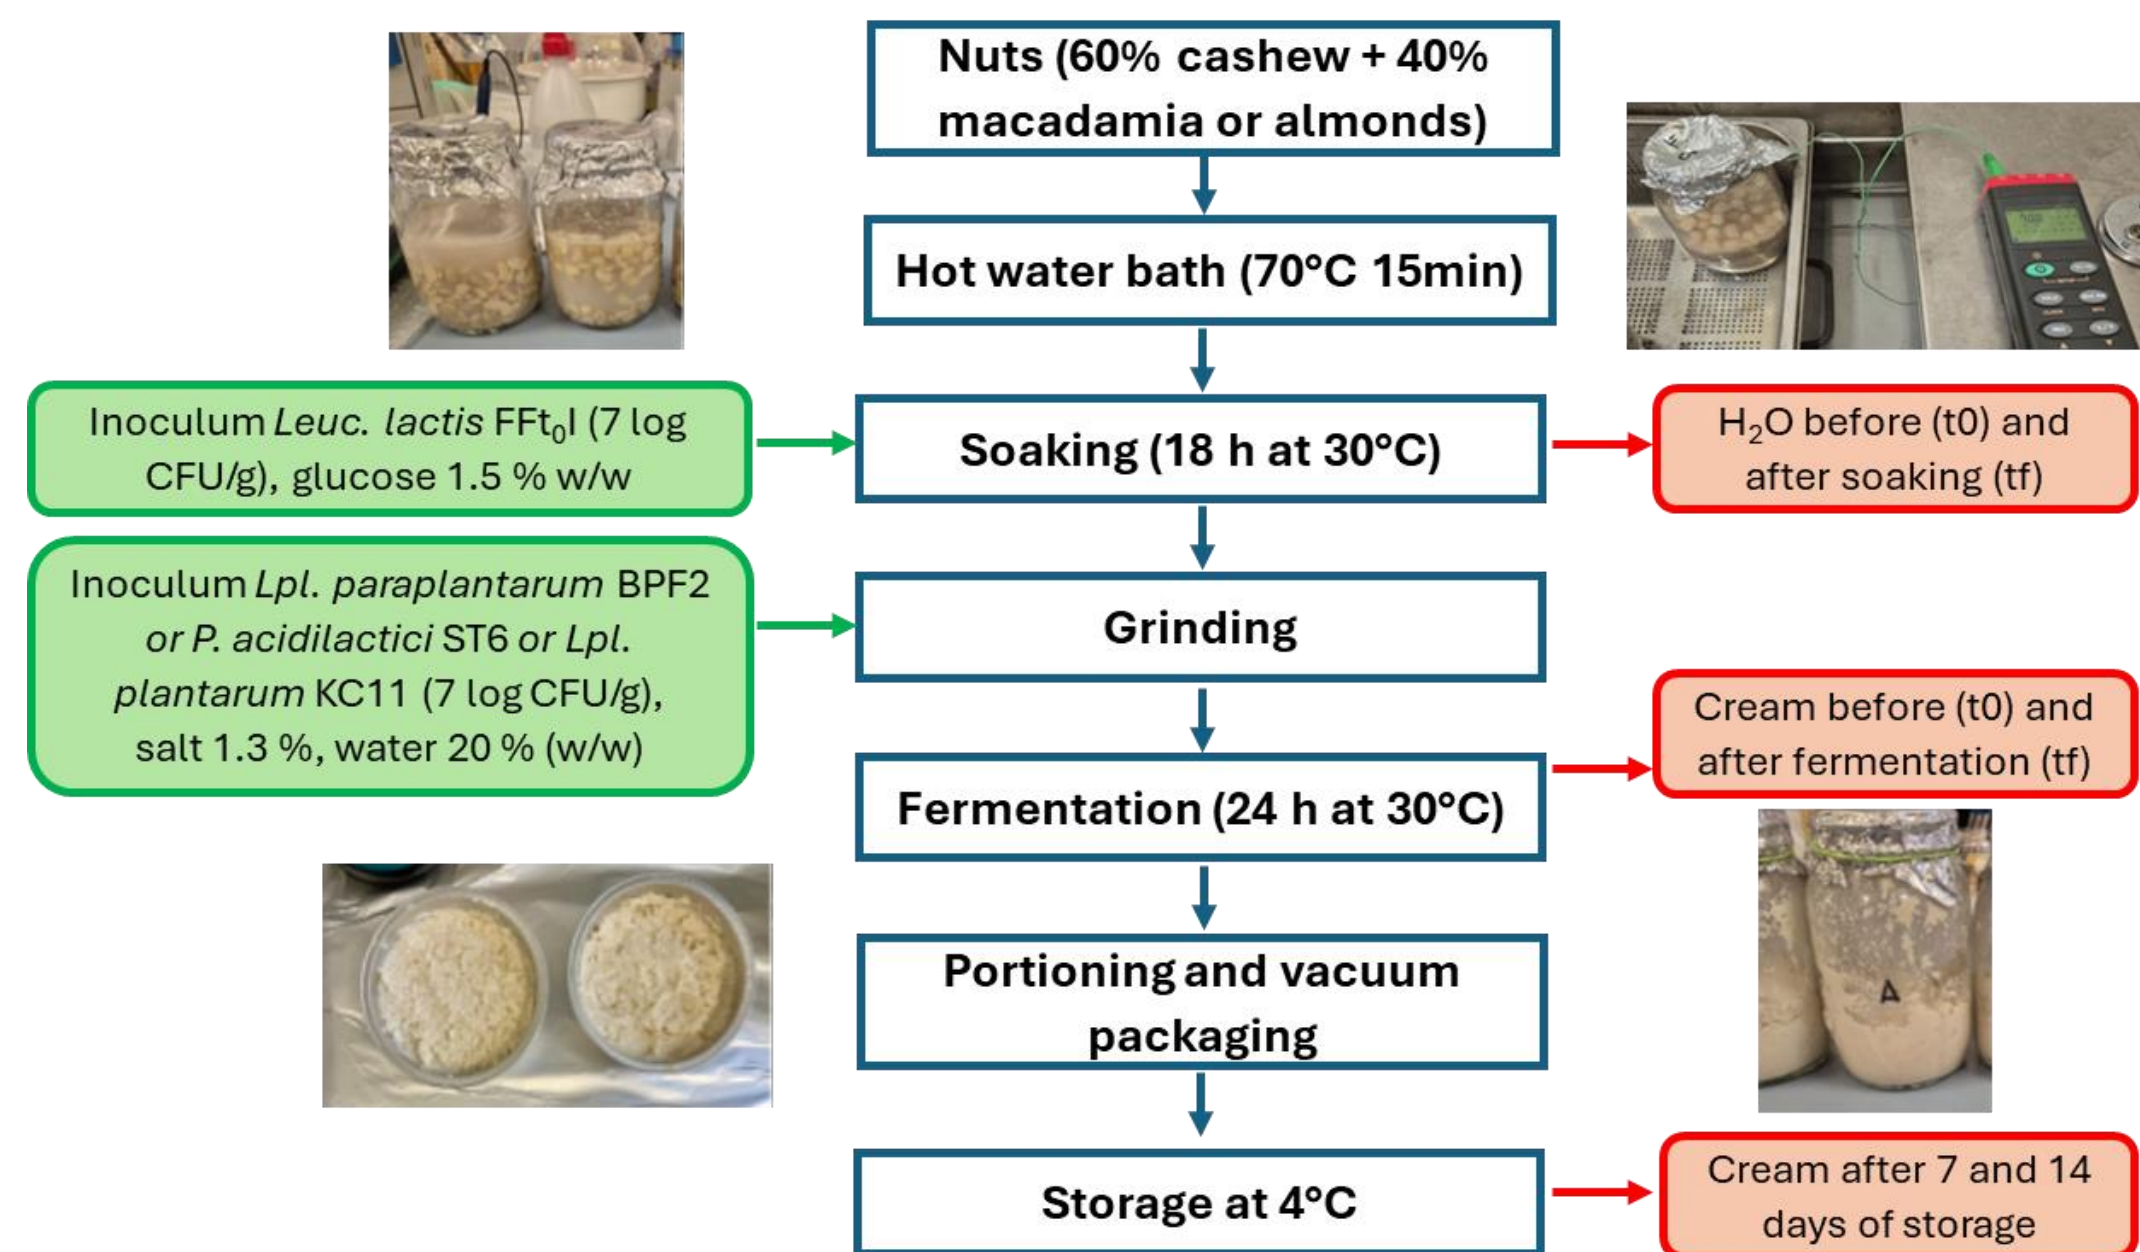 Nuts (60% cashew + 40%
macadamia or almonds)
Hot water bath (70°C 15min)
Inoculum Leuc. lactis FFt₀I (7 log
CFU/g), glucose 1.5 % w/w
Soaking (18 h at 30°C)
H₂O before (t0) and
after soaking (tf)
Inoculum Lpl. paraplantarum BPF2
or P. acidilactici ST6 or Lpl.
plantarum KC11 (7 log CFU/g),
salt 1.3 %, water 20 % (w/w)
Grinding
Cream before (t0) and
after fermentation (tf)
Fermentation (24 h at 30°C)
A
Portioning and vacuum
packaging
Storage at 4°C
Cream after 7 and 14
days of storage